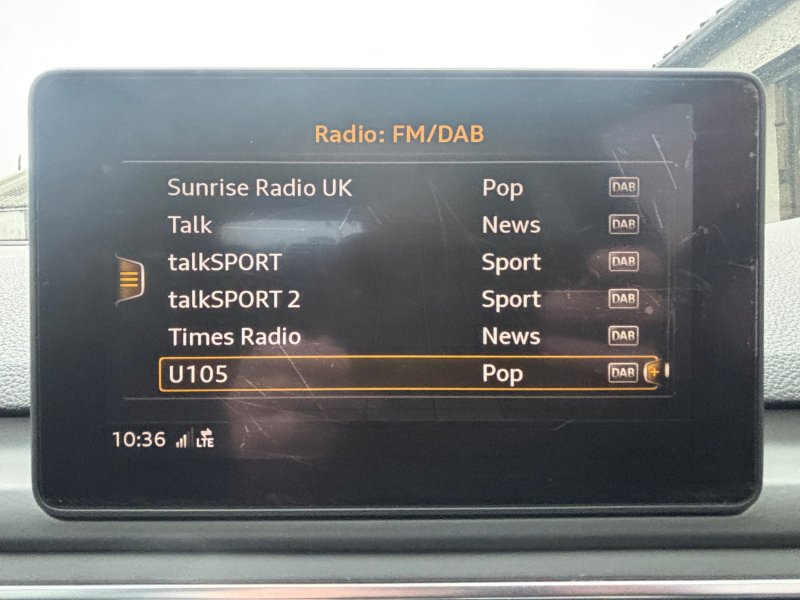 Radio: FM/DAB
Sunrise Radio UK Pop DAB
Talk News DAB
talkSPORT Sport DAB
talkSPORT 2 Sport DAB
Times Radio News DAB
U105 Pop DAB +
10:36 LTE